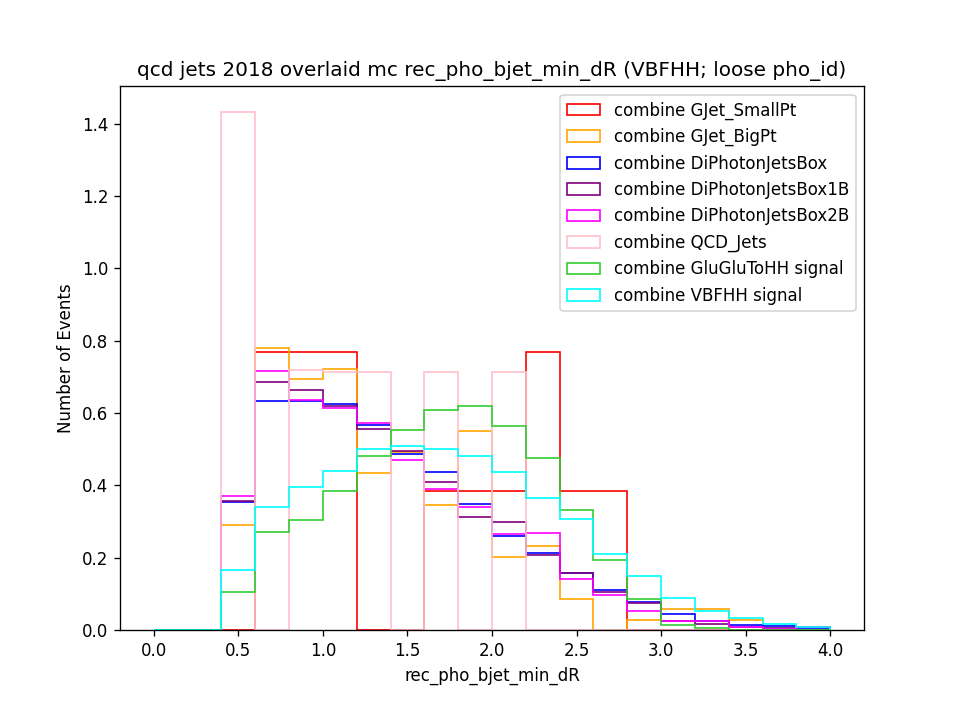 qcd jets 2018 overlaid mc rec_pho_bjet_min_dR (VBFHH; loose pho_id)
combine GJet_SmallPt
combine GJet_BigPt
combine DiPhotonJetsBox
combine DiPhotonJetsBox1B
combine DiPhotonJetsBox2B
combine QCD_Jets
combine GluGluToHH signal
combine VBFHH signal
Number of Events
1.4
1.2
1.0
0.8
0.6
0.4
0.2
0.0
0.0 0.5 1.0 1.5 2.0 2.5 3.0 3.5 4.0
rec_pho_bjet_min_dR